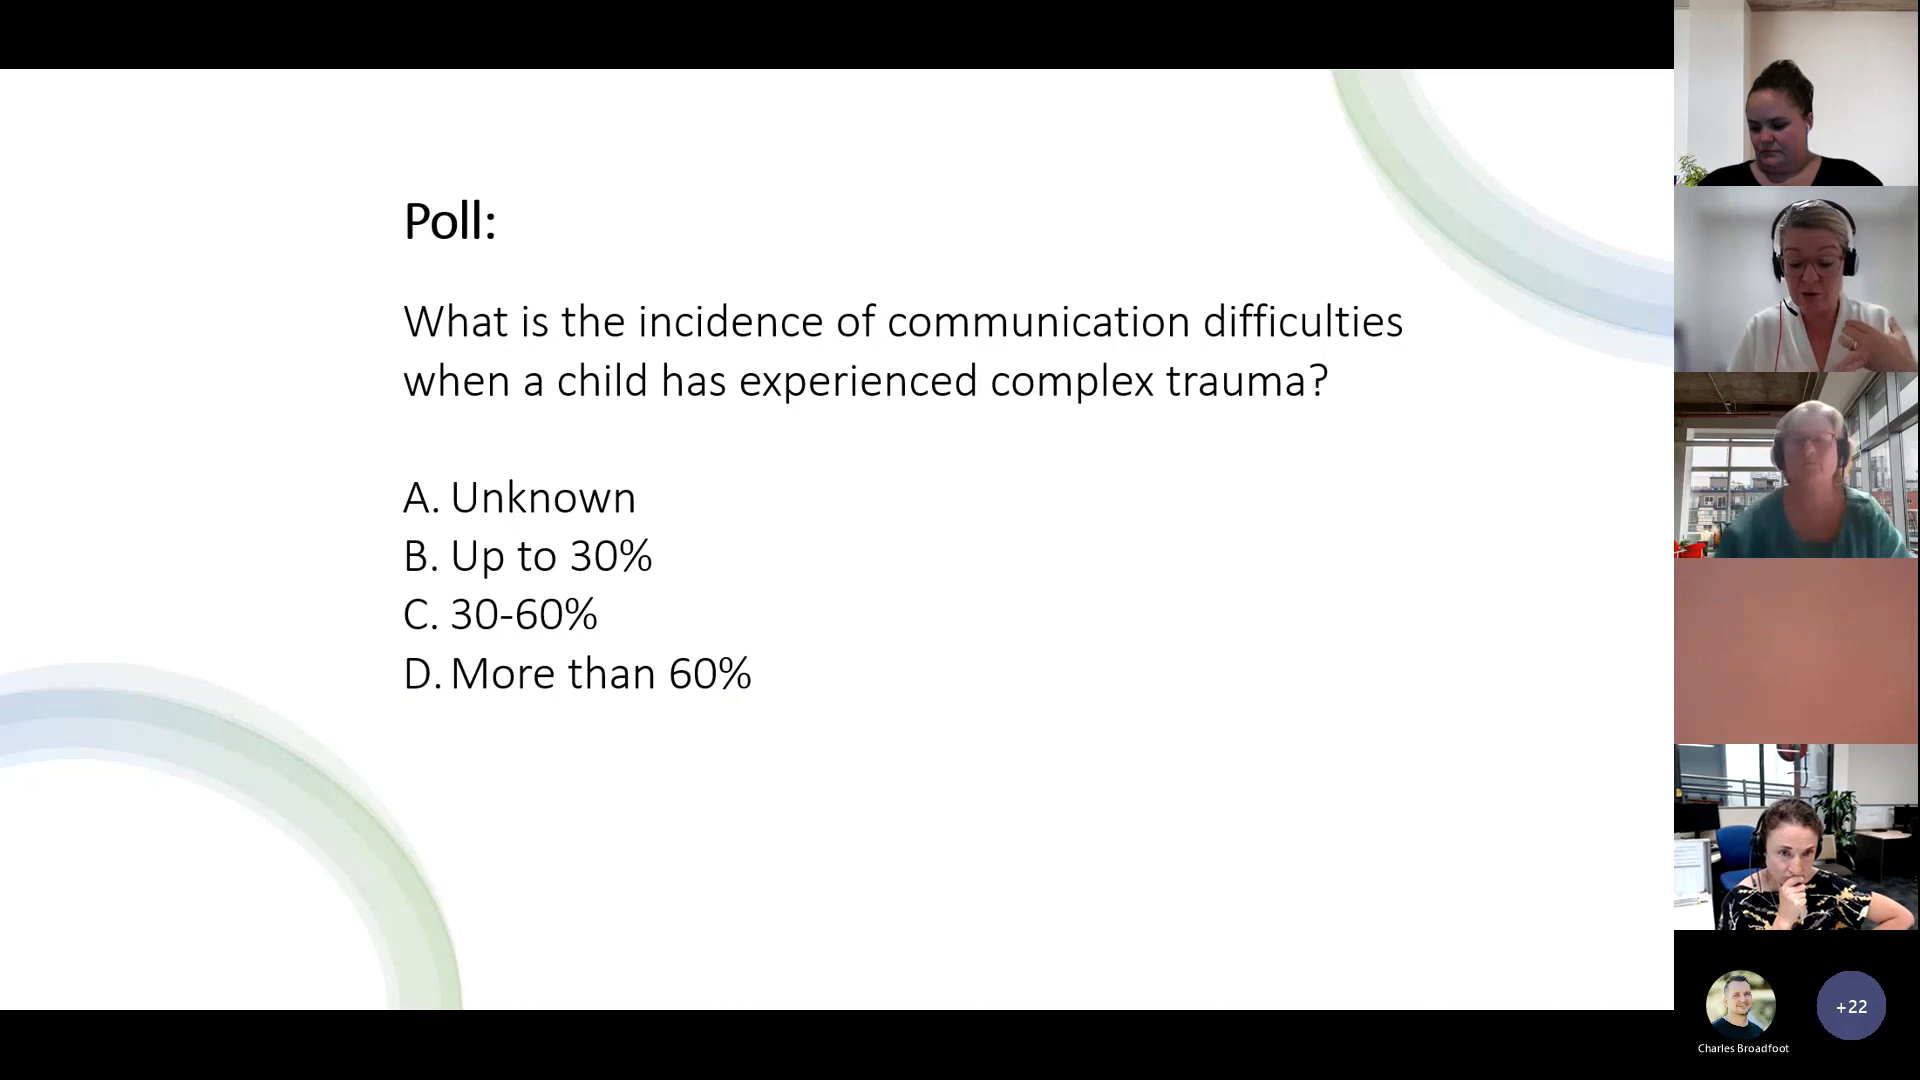 Poll:
What is the incidence of communication difficulties
when a child has experienced complex trauma?
A. Unknown
B. Up to 30%
C. 30-60%
D. More than 60%
Charles Broadfoot
+22